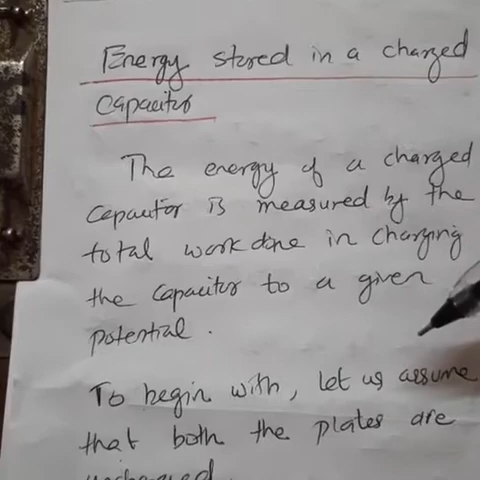 Energy stored in a charged
capacitor
The energy of a charged
capacitor is measured by the
total work done in charging
the capacitor to a given
potential.
To begin with, let us assume
that both the plates are
uncharged.